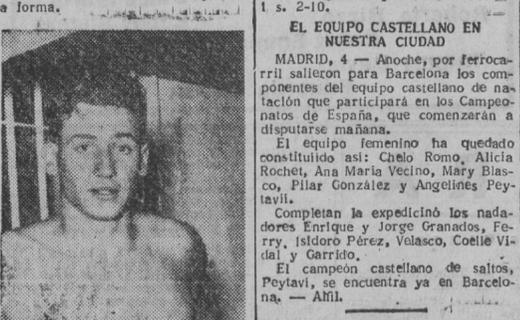 a forma.
1 s. 2-10.
EL EQUIPO CASTELLANO EN
NUESTRA CIUDAD
MADRID, 4 — Anoche, por ferroca-
rril salieron para Barcelona los com-
ponentes del equipo castellano de na-
tación que participará en los Campeo-
natos de España, que comenzarán a
disputarse mañana.
El equipo femenino ha quedado
constituido así: Chelo Romo, Alicia
Rochet, Ana María Vecino, Mary Blas-
co, Pilar González y Angelines Pey-
tavii.
Completan la expedicinó los nada-
dores Enrique y Jorge Granados, Fe-
rry, Isidoro Pérez, Velasco, Coelle Vi-
dal y Garrido.
El campeón castellano de saltos,
Peytaví, se encuentra ya en Barcelo-
na. — Alfil.